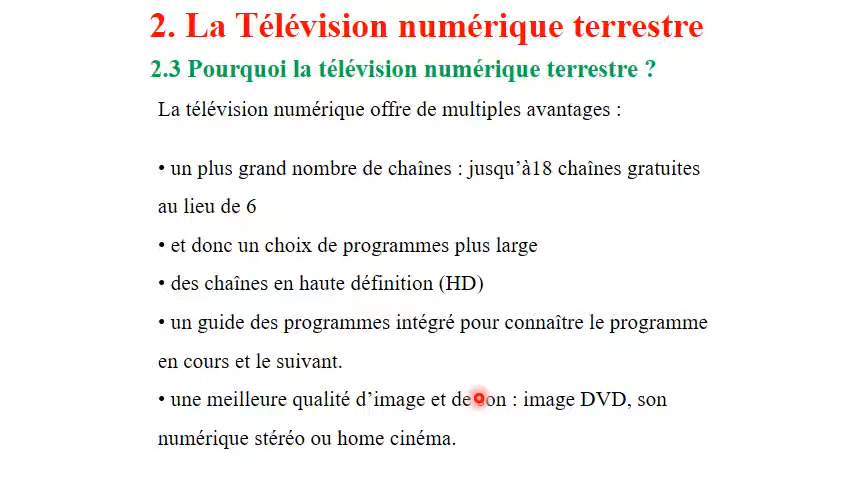 2. La Télévision numérique terrestre
2.3 Pourquoi la télévision numérique terrestre ?
La télévision numérique offre de multiples avantages :
• un plus grand nombre de chaînes : jusqu’à18 chaînes gratuites
au lieu de 6
• et donc un choix de programmes plus large
• des chaînes en haute définition (HD)
• un guide des programmes intégré pour connaître le programme
en cours et le suivant.
• une meilleure qualité d’image et de son : image DVD, son
numérique stéréo ou home cinéma.